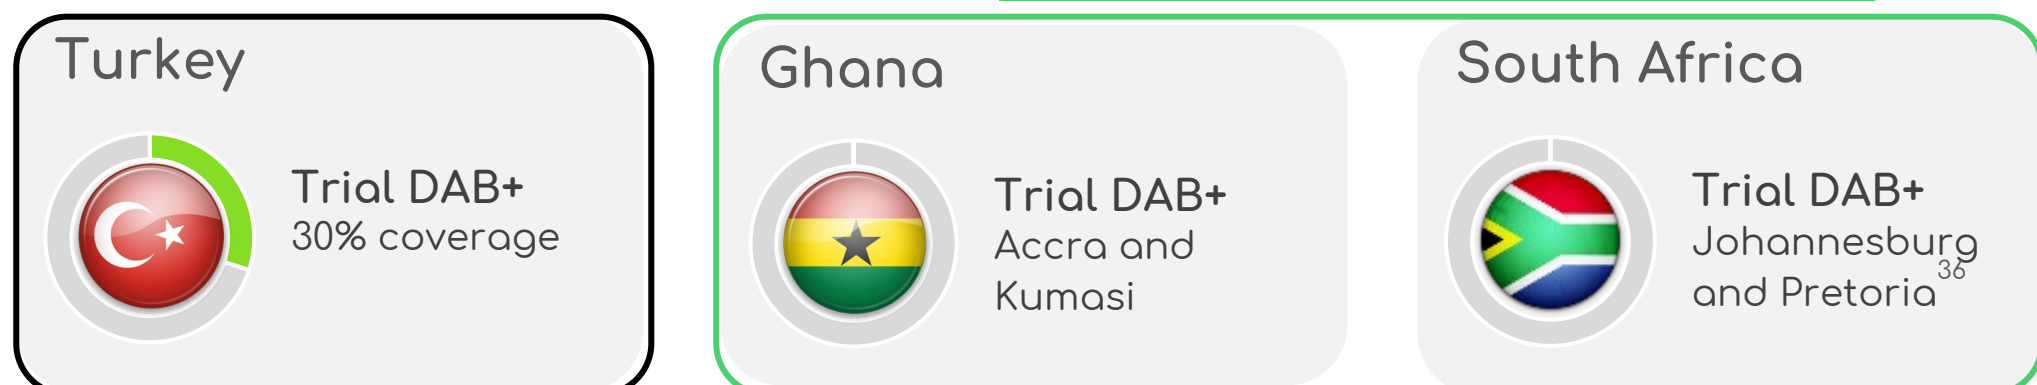 Turkey
Trial DAB+
30% coverage
Ghana
Trial DAB+
Accra and
Kumasi
South Africa
Trial DAB+
Johannesburg
and Pretoria
36